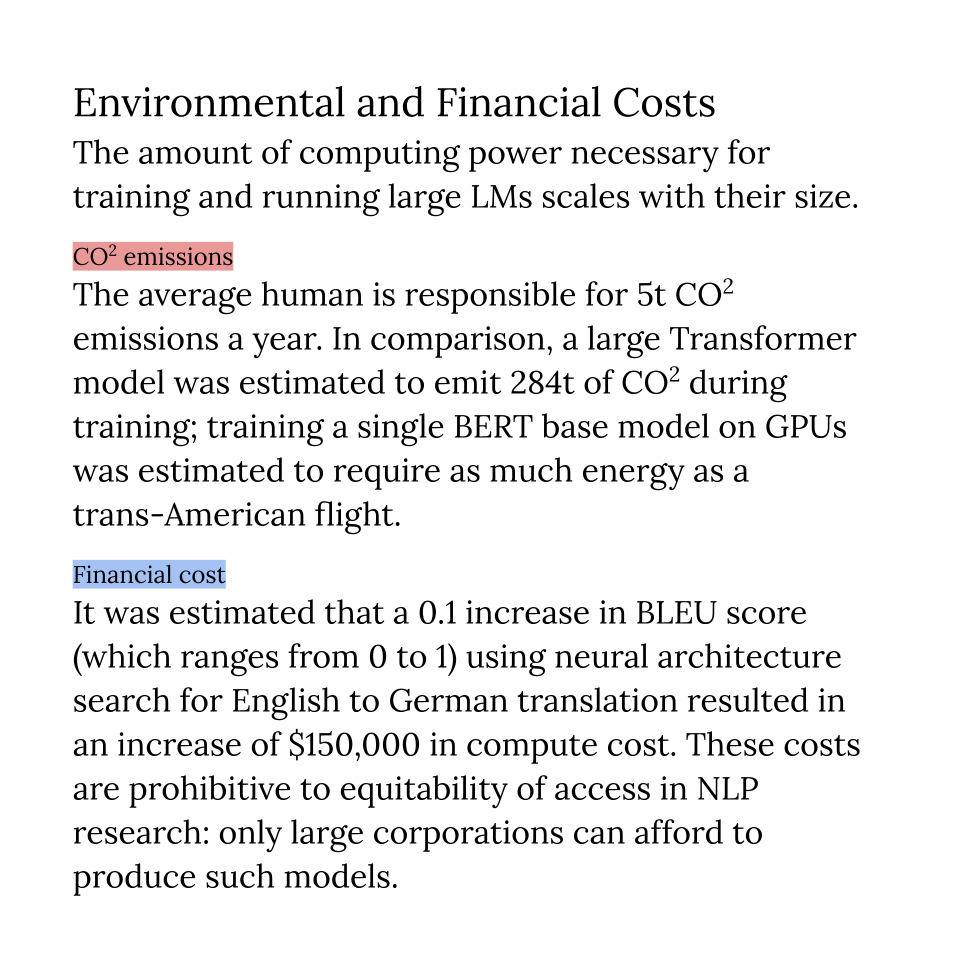 Environmental and Financial Costs
The amount of computing power necessary for
training and running large LMs scales with their size.
CO² emissions
The average human is responsible for 5t CO²
emissions a year. In comparison, a large Transformer
model was estimated to emit 284t of CO² during
training; training a single BERT base model on GPUs
was estimated to require as much energy as a
trans-American flight.
Financial cost
It was estimated that a 0.1 increase in BLEU score
(which ranges from 0 to 1) using neural architecture
search for English to German translation resulted in
an increase of $150,000 in compute cost. These costs
are prohibitive to equitability of access in NLP
research: only large corporations can afford to
produce such models.